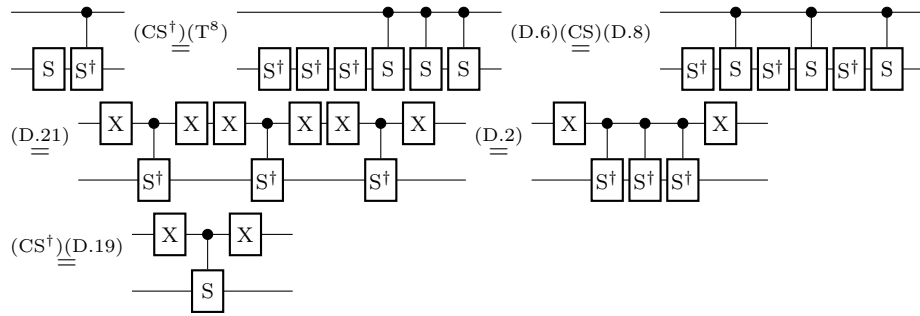 S S† (CS†)(T⁸) = S† S† S† S S S (D.6)(CS)(D.8) = S† S S† S S† S
(D.21) = X S† X X S† X X S† X (D.2) = X S† S† S† X
(CS†)(D.19) = X S X